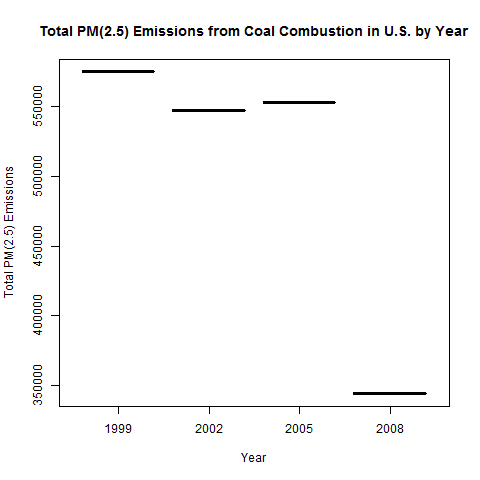 Total PM(2.5) Emissions from Coal Combustion in U.S. by Year
Total PM(2.5) Emissions
550000
500000
450000
400000
350000
1999 2002 2005 2008
Year